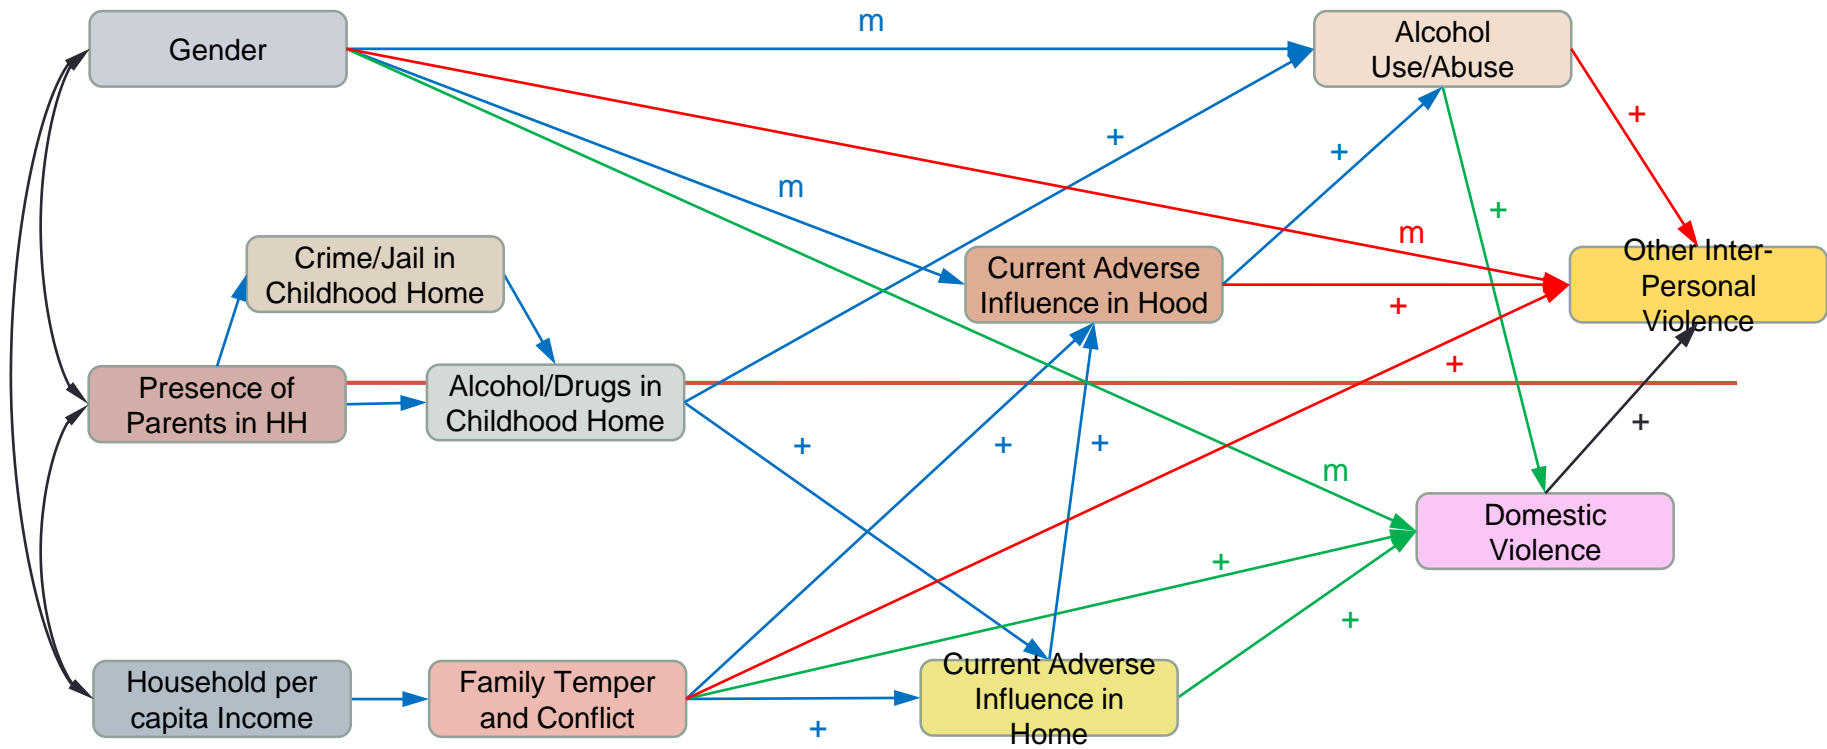 Gender
m
Alcohol
Use/Abuse
+
+
+
m
+
m
Crime/Jail in
Childhood Home
Current Adverse
Influence in Hood
Other Inter-
Personal
Violence
+
+
Presence of
Parents in HH
Alcohol/Drugs in
Childhood Home
+
+
+
+
m
Domestic
Violence
+
+
Household per
capita Income
Family Temper
and Conflict
+
Current Adverse
Influence in
Home